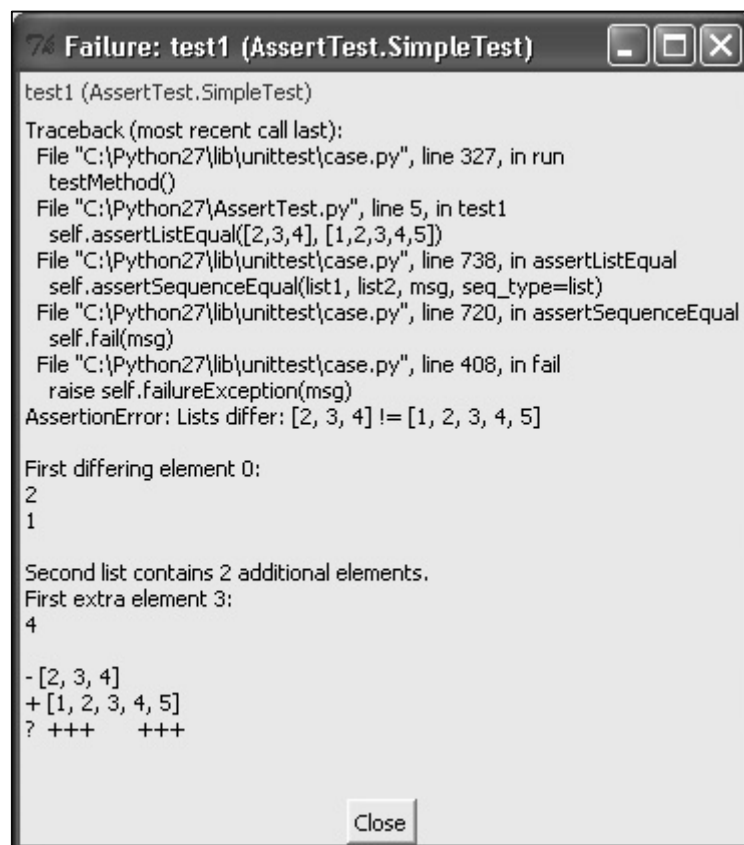 Failure: test1 (AssertTest.SimpleTest)
test1 (AssertTest.SimpleTest)
Traceback (most recent call last):
  File "C:\Python27\lib\unittest\case.py", line 327, in run
    testMethod()
  File "C:\Python27\AssertTest.py", line 5, in test1
    self.assertListEqual([2,3,4], [1,2,3,4,5])
  File "C:\Python27\lib\unittest\case.py", line 738, in assertListEqual
    self.assertSequenceEqual(list1, list2, msg, seq_type=list)
  File "C:\Python27\lib\unittest\case.py", line 720, in assertSequenceEqual
    self.fail(msg)
  File "C:\Python27\lib\unittest\case.py", line 408, in fail
    raise self.failureException(msg)
AssertionError: Lists differ: [2, 3, 4] != [1, 2, 3, 4, 5]

First differing element 0:
2
1

Second list contains 2 additional elements.
First extra element 3:
4

- [2, 3, 4]
+ [1, 2, 3, 4, 5]
?  +++     +++
Close